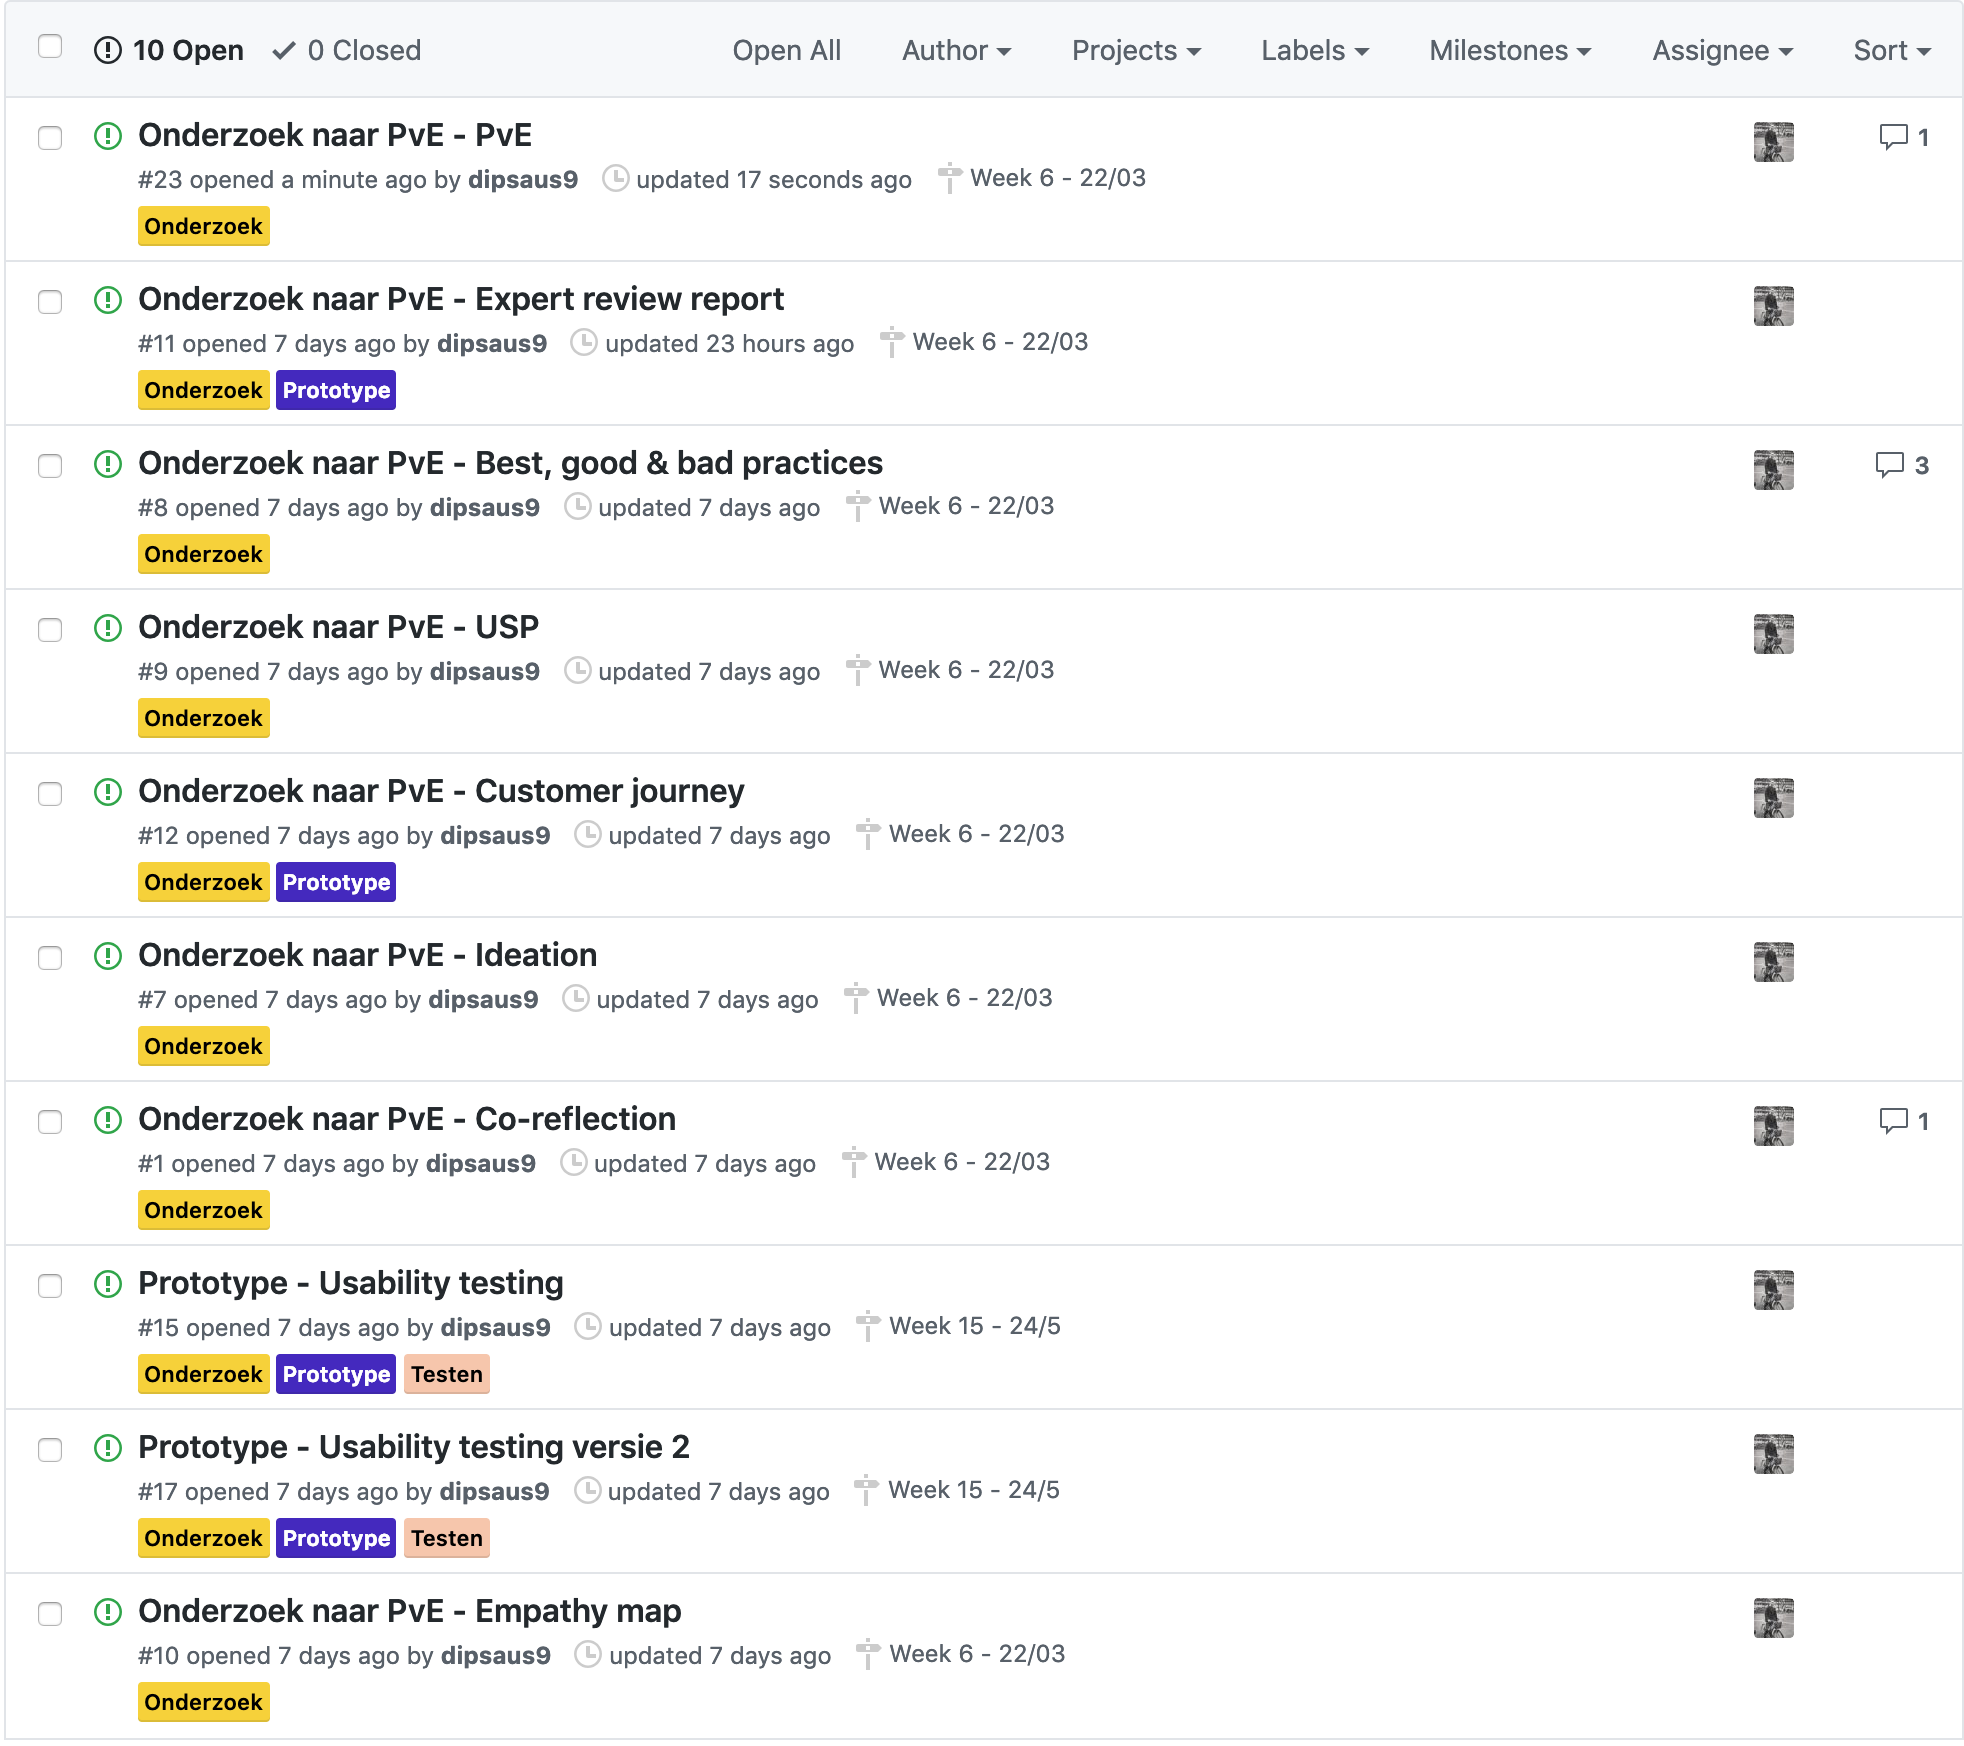 10 Open 0 Closed Open All Author Projects Labels Milestones Assignee Sort
Onderzoek naar PvE - PvE 1
#23 opened a minute ago by dipsaus9 updated 17 seconds ago Week 6 - 22/03
Onderzoek
Onderzoek naar PvE - Expert review report
#11 opened 7 days ago by dipsaus9 updated 23 hours ago Week 6 - 22/03
Onderzoek Prototype
Onderzoek naar PvE - Best, good & bad practices 3
#8 opened 7 days ago by dipsaus9 updated 7 days ago Week 6 - 22/03
Onderzoek
Onderzoek naar PvE - USP
#9 opened 7 days ago by dipsaus9 updated 7 days ago Week 6 - 22/03
Onderzoek
Onderzoek naar PvE - Customer journey
#12 opened 7 days ago by dipsaus9 updated 7 days ago Week 6 - 22/03
Onderzoek Prototype
Onderzoek naar PvE - Ideation
#7 opened 7 days ago by dipsaus9 updated 7 days ago Week 6 - 22/03
Onderzoek
Onderzoek naar PvE - Co-reflection 1
#1 opened 7 days ago by dipsaus9 updated 7 days ago Week 6 - 22/03
Onderzoek
Prototype - Usability testing
#15 opened 7 days ago by dipsaus9 updated 7 days ago Week 15 - 24/5
Onderzoek Prototype Testen
Prototype - Usability testing versie 2
#17 opened 7 days ago by dipsaus9 updated 7 days ago Week 15 - 24/5
Onderzoek Prototype Testen
Onderzoek naar PvE - Empathy map
#10 opened 7 days ago by dipsaus9 updated 7 days ago Week 6 - 22/03
Onderzoek